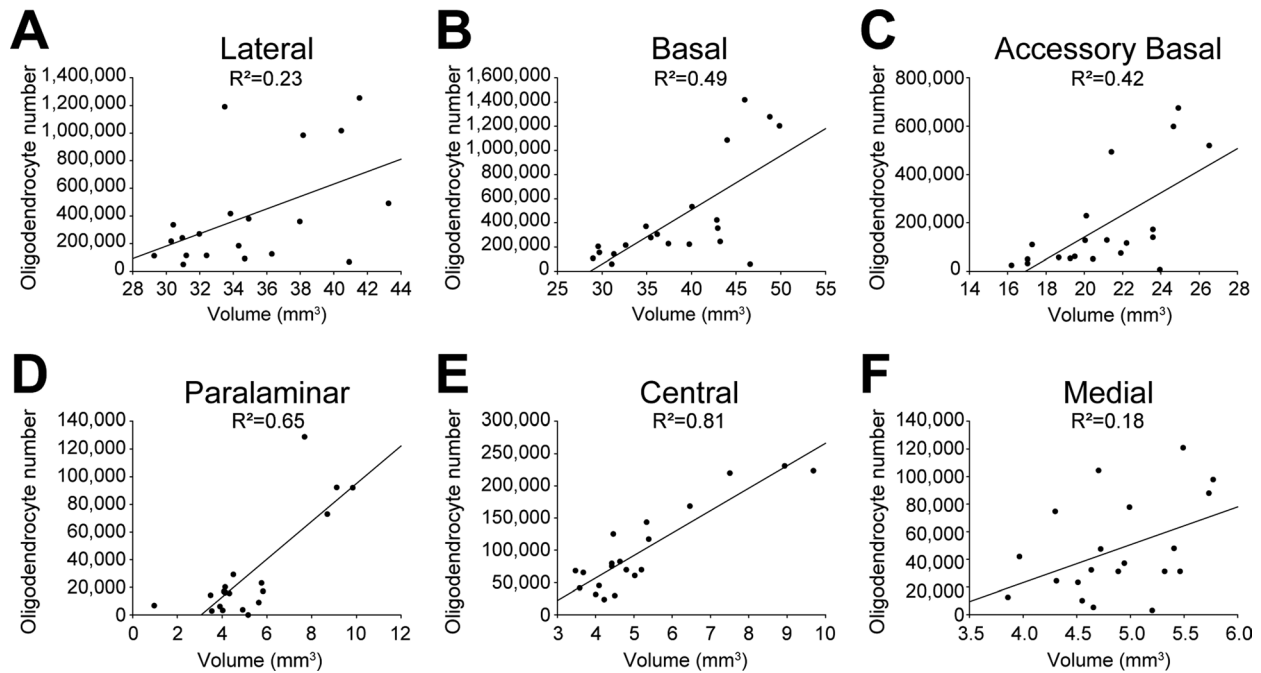 A
Lateral
R²=0.23
Oligodendrocyte number
1,400,000
1,200,000
1,000,000
800,000
600,000
400,000
200,000
0
28 30 32 34 36 38 40 42 44
Volume (mm³)
B
Basal
R²=0.49
Oligodendrocyte number
1,600,000
1,400,000
1,200,000
1,000,000
800,000
600,000
400,000
200,000
0
25 30 35 40 45 50 55
Volume (mm³)
C
Accessory Basal
R²=0.42
Oligodendrocyte number
800,000
600,000
400,000
200,000
0
14 16 18 20 22 24 26 28
Volume (mm³)
D
Paralaminar
R²=0.65
Oligodendrocyte number
140,000
120,000
100,000
80,000
60,000
40,000
20,000
0
0 2 4 6 8 10 12
Volume (mm³)
E
Central
R²=0.81
Oligodendrocyte number
300,000
250,000
200,000
150,000
100,000
50,000
0
3 4 5 6 7 8 9 10
Volume (mm³)
F
Medial
R²=0.18
Oligodendrocyte number
140,000
120,000
100,000
80,000
60,000
40,000
20,000
0
3.5 4.0 4.5 5.0 5.5 6.0
Volume (mm³)